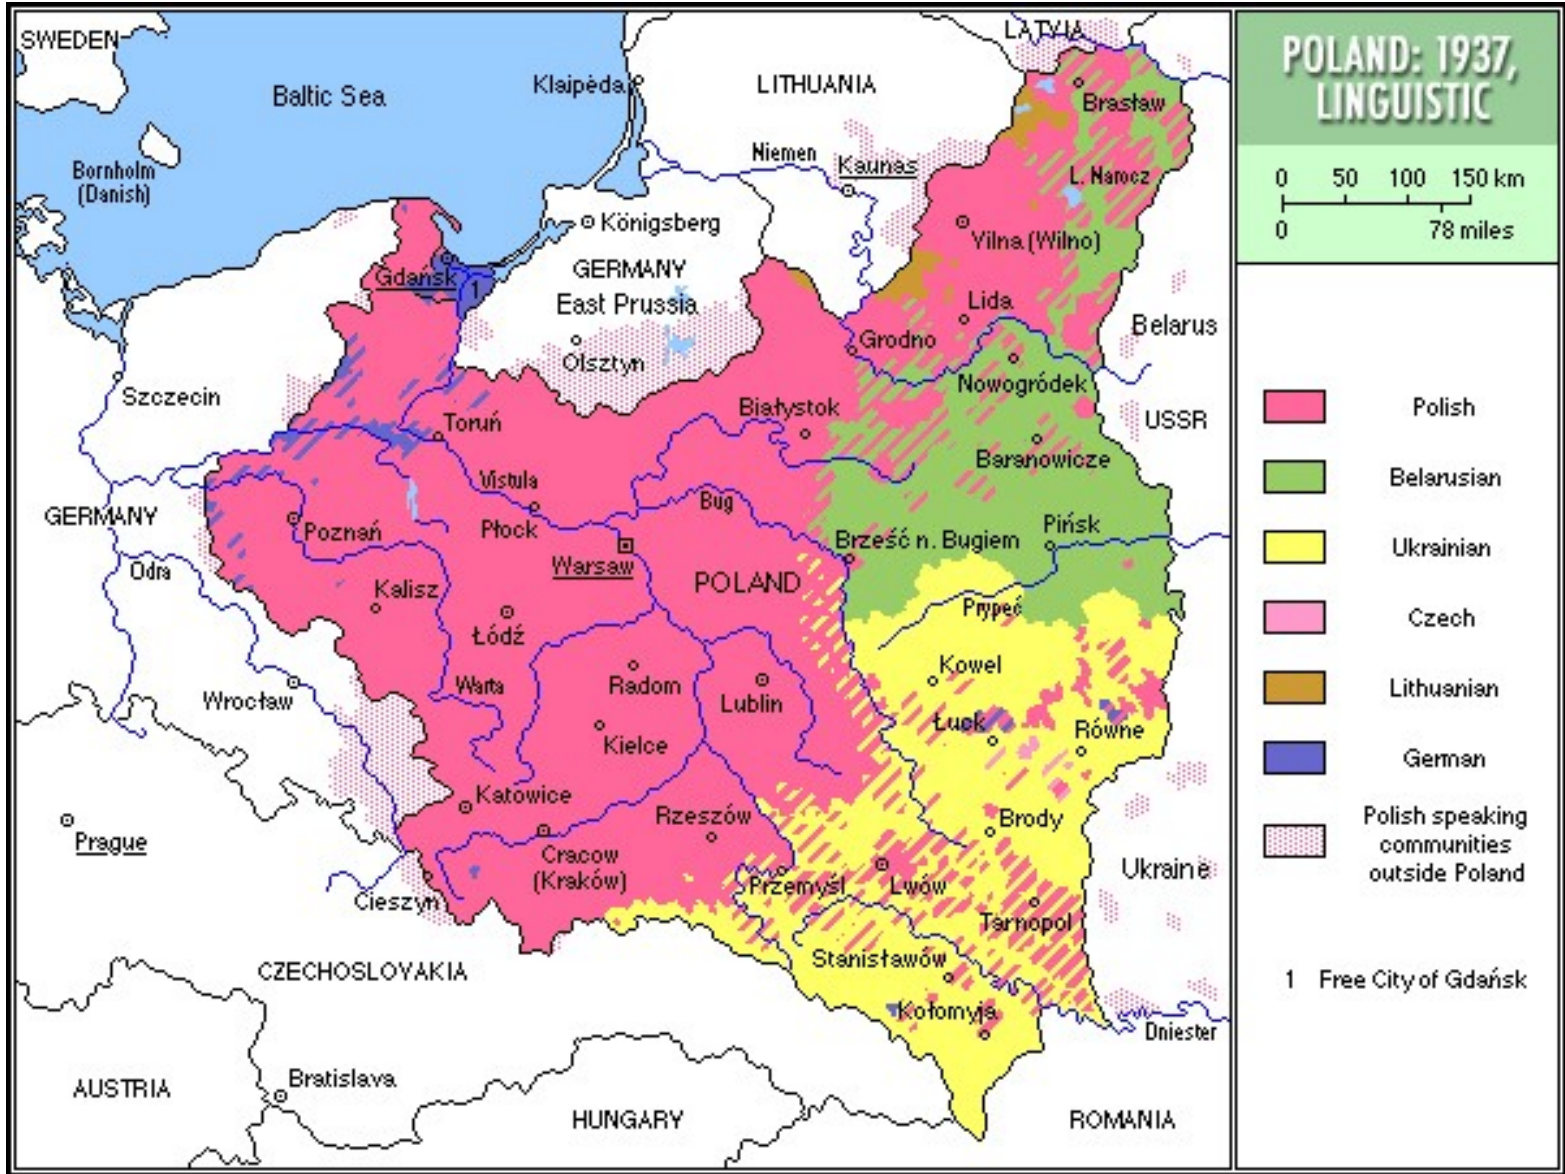 SWEDEN
Baltic Sea
Klaipėda
LITHUANIA
LATVIA
POLAND: 1937,
LINGUISTIC
Brasław
Bornholm
(Danish)
Niemen
Kaunas
L. Narocz
0 50 100 150 km
0 78 miles
Königsberg
Vilna (Wilno)
Gdańsk
1
GERMANY
East Prussia
Lida
Belarus
Grodno
Olsztyn
Nowogródek
Szczecin
Białystok
USSR
Toruń
Baranowicze
Vistula
Bug
GERMANY
Poznań
Płock
Pińsk
Brześć n. Bugiem
Warsaw
Odra
POLAND
Kalisz
Prypeć
Łódź
Kowel
Wrocław
Warta
Radom
Lublin
Łuck
Równe
Kielce
Katowice
Rzeszów
Brody
Prague
Cracow
(Kraków)
Ukraine
Cieszyn
Przemyśl
Lwów
Tarnopol
CZECHOSLOVAKIA
Stanisławów
Kołomyja
Dniester
AUSTRIA
Bratislava
HUNGARY
ROMANIA
Polish
Belarusian
Ukrainian
Czech
Lithuanian
German
Polish speaking
communities
outside Poland
1 Free City of Gdańsk